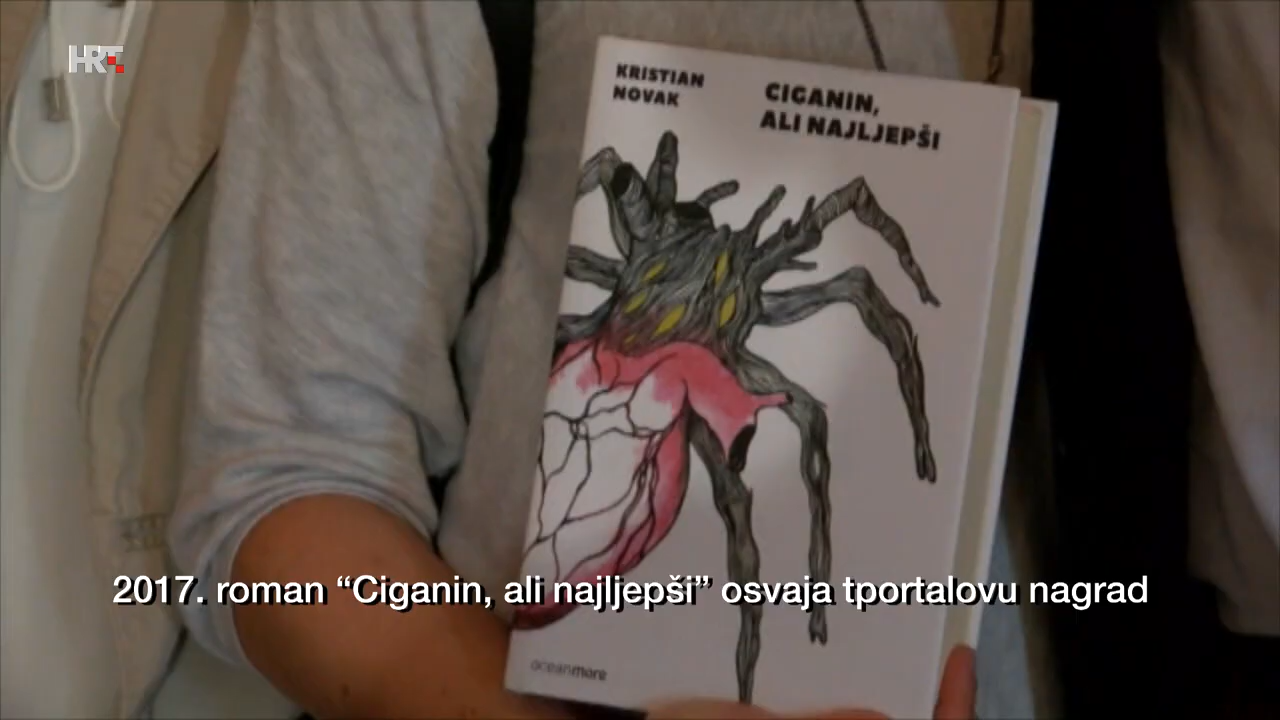 HRT
KRISTIAN
NOVAK
CIGANIN,
ALI NAJLJEPŠI
2017. roman “Ciganin, ali najljepši” osvaja tportalovu nagrad
oceanmore